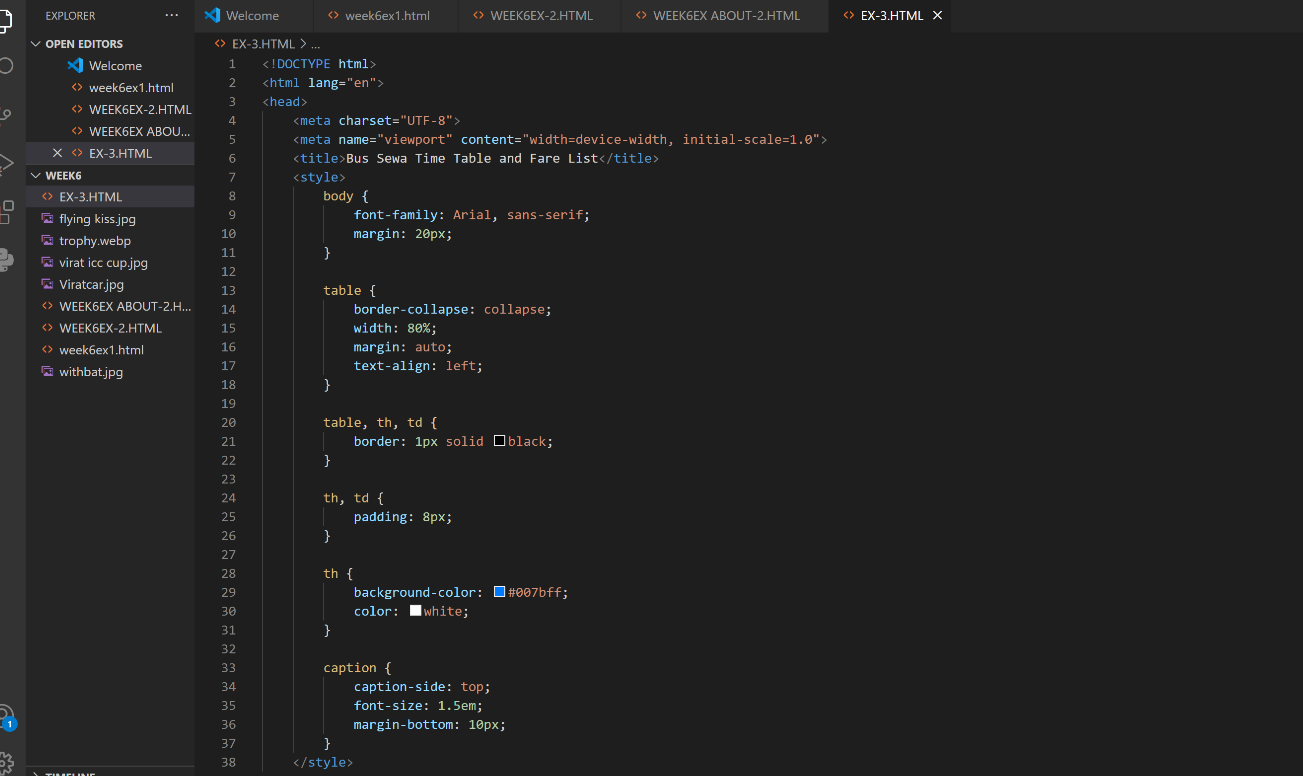 EXPLORER
...
OPEN EDITORS
Welcome
week6ex1.html
WEEK6EX-2.HTML
WEEK6EX ABOU...
EX-3.HTML
WEEK6
EX-3.HTML
flying kiss.jpg
trophy.webp
virat icc cup.jpg
Viratcar.jpg
WEEK6EX ABOUT-2.H...
WEEK6EX-2.HTML
week6ex1.html
withbat.jpg
TIMELINE
1
Welcome
week6ex1.html
WEEK6EX-2.HTML
WEEK6EX ABOUT-2.HTML
EX-3.HTML
EX-3.HTML > ...
1 <!DOCTYPE html>
2 <html lang="en">
3 <head>
4 <meta charset="UTF-8">
5 <meta name="viewport" content="width=device-width, initial-scale=1.0">
6 <title>Bus Sewa Time Table and Fare List</title>
7 <style>
8 body {
9 font-family: Arial, sans-serif;
10 margin: 20px;
11 }
12
13 table {
14 border-collapse: collapse;
15 width: 80%;
16 margin: auto;
17 text-align: left;
18 }
19
20 table, th, td {
21 border: 1px solid black;
22 }
23
24 th, td {
25 padding: 8px;
26 }
27
28 th {
29 background-color: #007bff;
30 color: white;
31 }
32
33 caption {
34 caption-side: top;
35 font-size: 1.5em;
36 margin-bottom: 10px;
37 }
38 </style>